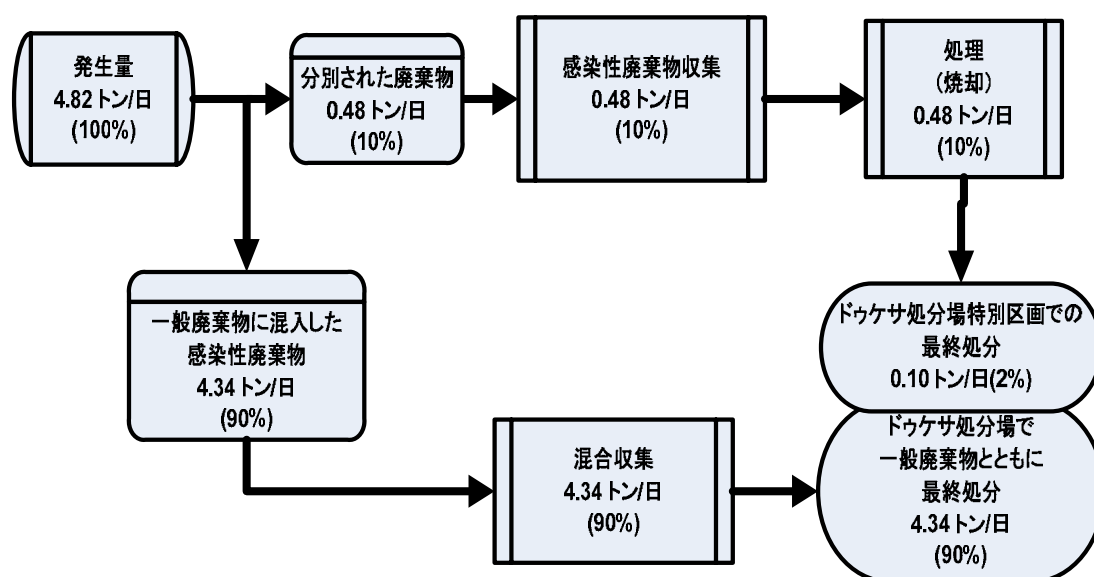 発生量
4.82 トン/日
(100%)
分別された廃棄物
0.48 トン/日
(10%)
感染性廃棄物収集
0.48 トン/日
(10%)
処理
(焼却)
0.48 トン/日
(10%)
一般廃棄物に混入した
感染性廃棄物
4.34 トン/日
(90%)
ドゥケサ処分場特別区画での
最終処分
0.10 トン/日(2%)
混合収集
4.34 トン/日
(90%)
ドゥケサ処分場で
一般廃棄物とともに
最終処分
4.34 トン/日
(90%)